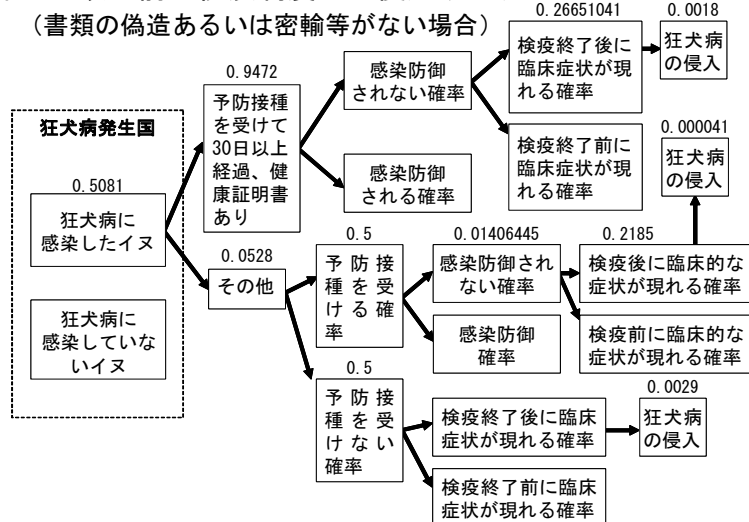 （書類の偽造あるいは密輸等がない場合）
0.26651041
0.0018
0.9472
感染防御
されない確率
検疫終了後に
臨床症状が現
れる確率
狂犬病
の侵入
狂犬病発生国
予防接種
を受けて
30日以上
経過、健
康証明書
あり
検疫終了前に
臨床症状が現
れる確率
0.000041
狂犬病
の侵入
感染防御
される確率
0.5081
狂犬病に
感染したイヌ
0.0528
その他
0.5
予防接
種を受
ける確
率
0.01406445
感染防御され
ない確率
0.2185
検疫後に臨床的な
症状が現れる確率
狂犬病に
感染していな
いイヌ
感染防御
確率
検疫前に臨床的な
症状が現れる確率
0.5
予防接
種を受
けない
確率
0.0029
検疫終了後に臨床
症状が現れる確率
狂犬病
の侵入
検疫終了前に臨床
症状が現れる確率